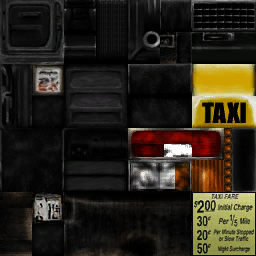 TAXI
TAXI FARE
$2.00 Initial Charge
30¢ Per 1/5 Mile
20¢ Per Minute Stopped
or Slow Traffic
50¢ Night Surcharge